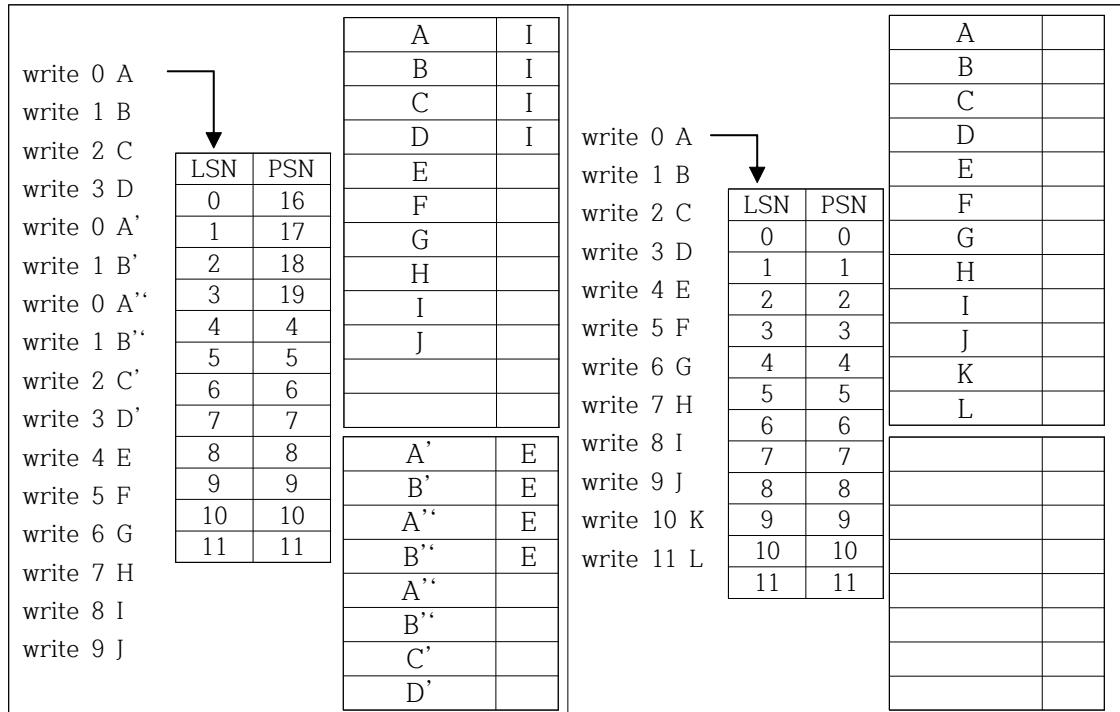 write 0 A
write 1 B
write 2 C
write 3 D
write 0 A'
write 1 B'
write 0 A'‘
write 1 B'‘
write 2 C'
write 3 D'
write 4 E
write 5 F
write 6 G
write 7 H
write 8 I
write 9 J
LSN PSN
0 16
1 17
2 18
3 19
4 4
5 5
6 6
7 7
8 8
9 9
10 10
11 11
A I
B I
C I
D I
E
F
G
H
I
J
A' E
B' E
A'‘ E
B'‘ E
A'‘
B'‘
C'
D'
write 0 A
write 1 B
write 2 C
write 3 D
write 4 E
write 5 F
write 6 G
write 7 H
write 8 I
write 9 J
write 10 K
write 11 L
LSN PSN
0 0
1 1
2 2
3 3
4 4
5 5
6 6
7 7
8 8
9 9
10 10
11 11
A
B
C
D
E
F
G
H
I
J
K
L